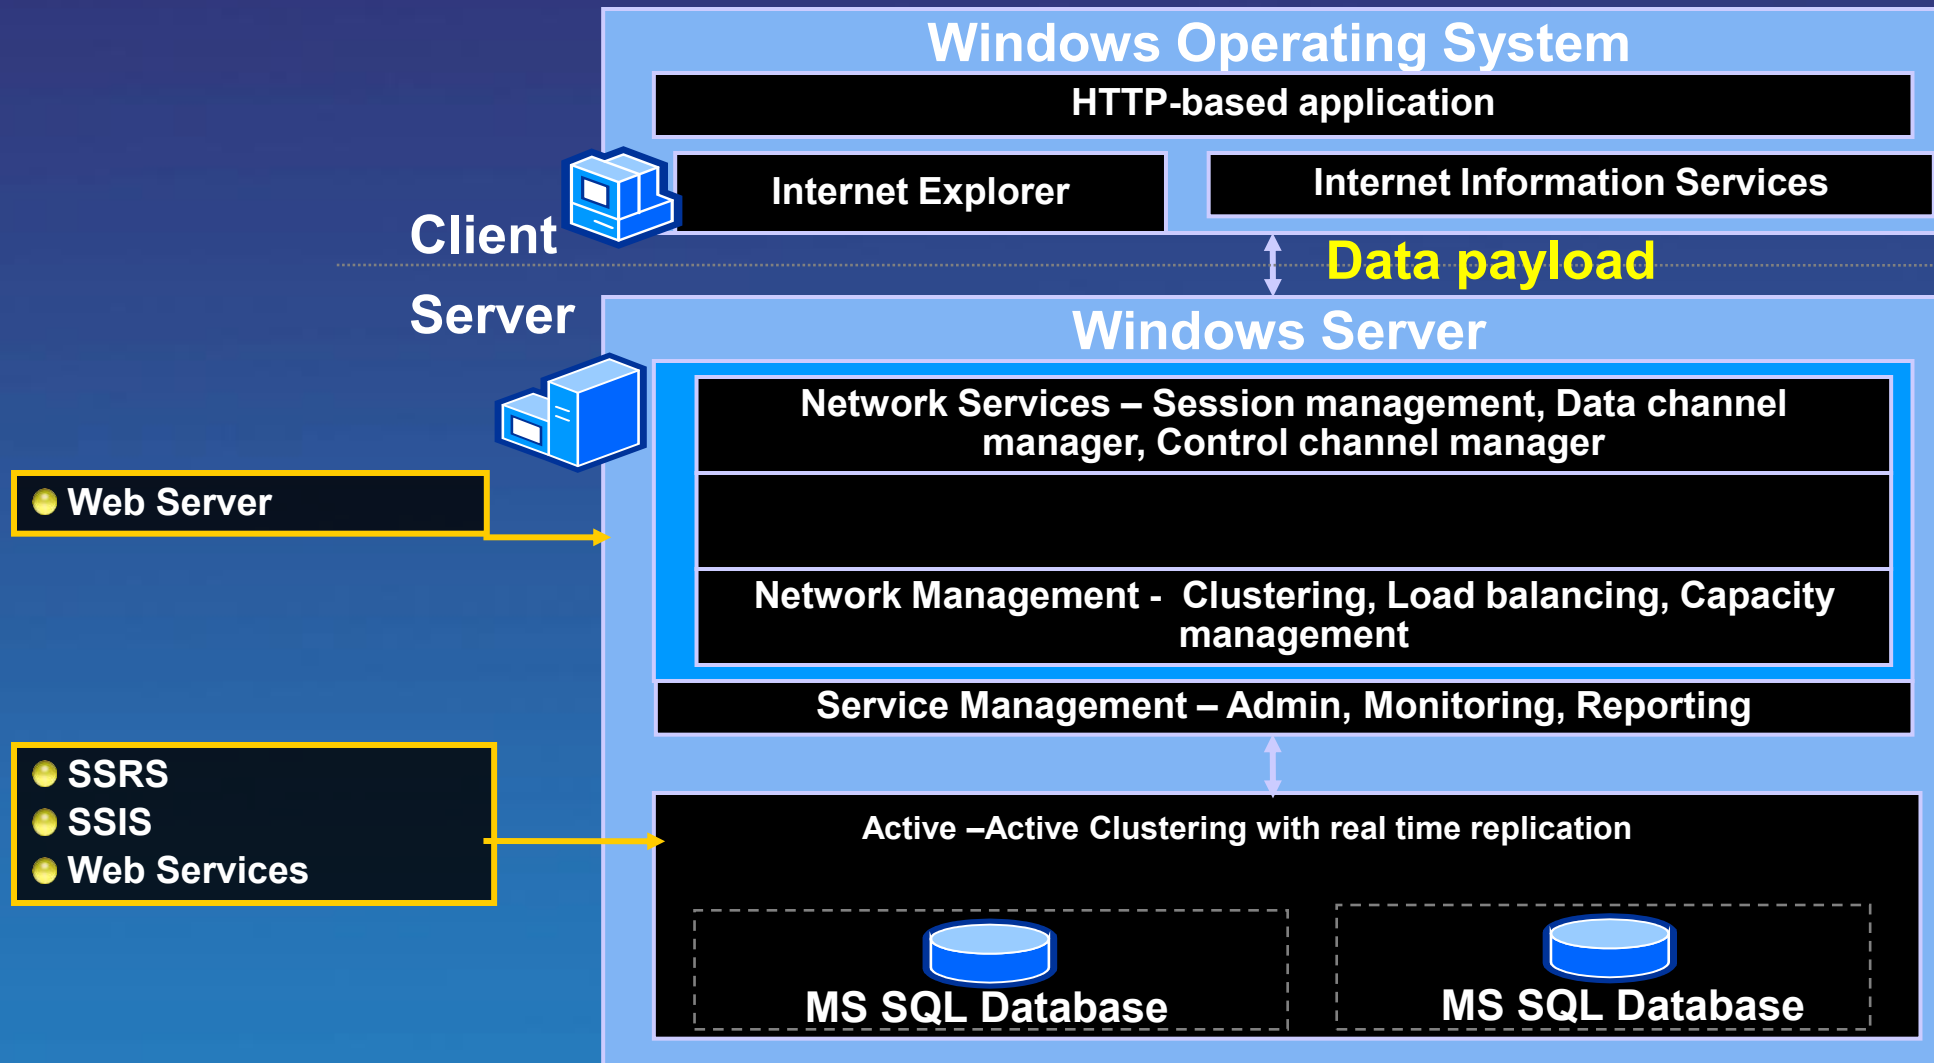 Windows Operating System
HTTP-based application
Internet Explorer
Internet Information Services
Client
Data payload
Server
Windows Server
Network Services – Session management, Data channel
manager, Control channel manager
Web Server
Network Management -  Clustering, Load balancing, Capacity
management
Service Management – Admin, Monitoring, Reporting
SSRS
SSIS
Web Services
Active –Active Clustering with real time replication
MS SQL Database
MS SQL Database